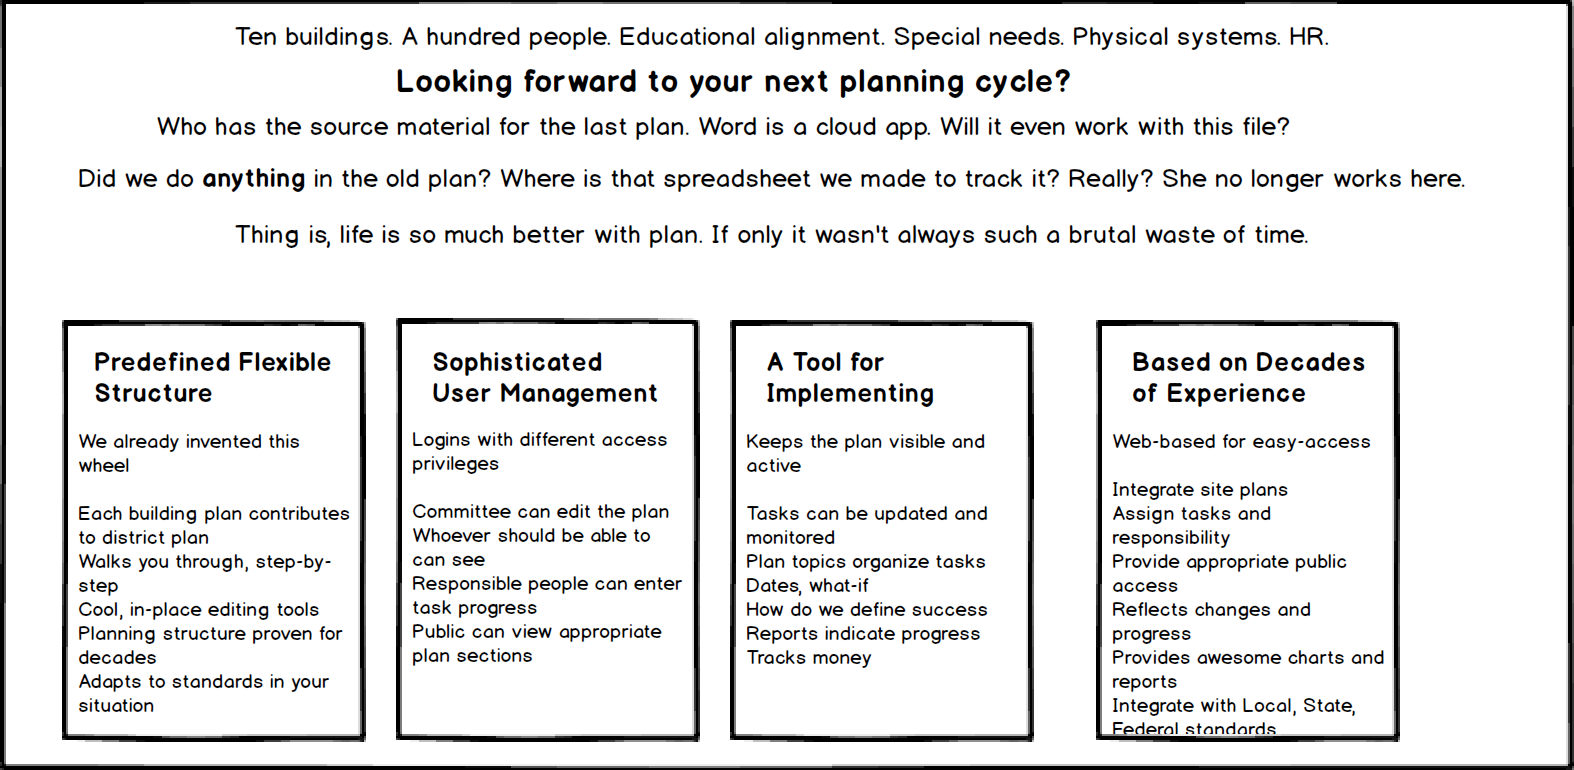 Ten buildings. A hundred people. Educational alignment. Special needs. Physical systems. HR.
Looking forward to your next planning cycle?
Who has the source material for the last plan. Word is a cloud app. Will it even work with this file?
Did we do anything in the old plan? Where is that spreadsheet we made to track it? Really? She no longer works here.
Thing is, life is so much better with plan. If only it wasn't always such a brutal waste of time.
Predefined Flexible
Structure
We already invented this
wheel
Each building plan contributes
to district plan
Walks you through, step-by-
step
Cool, in-place editing tools
Planning structure proven for
decades
Adapts to standards in your
situation
Sophisticated
User Management
Logins with different access
privileges
Committee can edit the plan
Whoever should be able to
can see
Responsible people can enter
task progress
Public can view appropriate
plan sections
A Tool for
Implementing
Keeps the plan visible and
active
Tasks can be updated and
monitored
Plan topics organize tasks
Dates, what-if
How do we define success
Reports indicate progress
Tracks money
Based on Decades
of Experience
Web-based for easy-access
Integrate site plans
Assign tasks and
responsibility
Provide appropriate public
access
Reflects changes and
progress
Provides awesome charts and
reports
Integrate with Local, State,
Federal standards